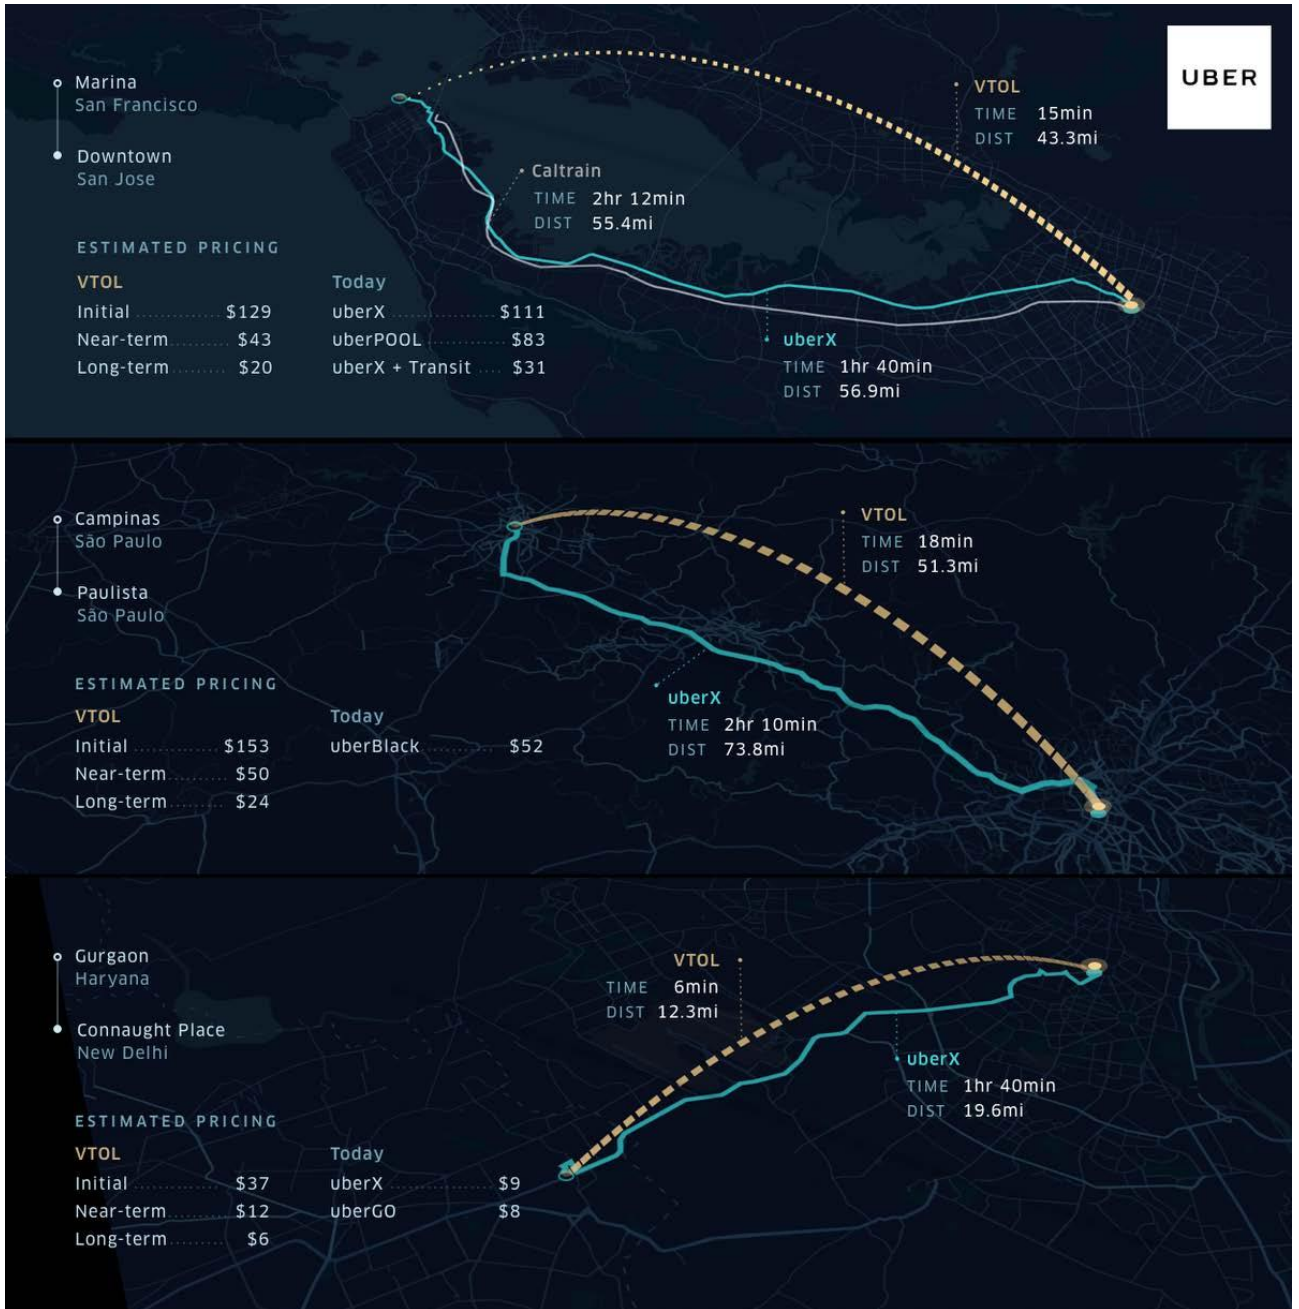 UBER
Marina
San Francisco
Downtown
San Jose
VTOL
TIME 15min
DIST 43.3mi
Caltrain
TIME 2hr 12min
DIST 55.4mi
uberX
TIME 1hr 40min
DIST 56.9mi
ESTIMATED PRICING
VTOL Today
Initial $129 uberX $111
Near-term $43 uberPOOL $83
Long-term $20 uberX + Transit $31
Campinas
São Paulo
Paulista
São Paulo
VTOL
TIME 18min
DIST 51.3mi
uberX
TIME 2hr 10min
DIST 73.8mi
ESTIMATED PRICING
VTOL Today
Initial $153 uberBlack $52
Near-term $50
Long-term $24
Gurgaon
Haryana
Connaught Place
New Delhi
VTOL
TIME 6min
DIST 12.3mi
uberX
TIME 1hr 40min
DIST 19.6mi
ESTIMATED PRICING
VTOL Today
Initial $37 uberX $9
Near-term $12 uberGO $8
Long-term $6